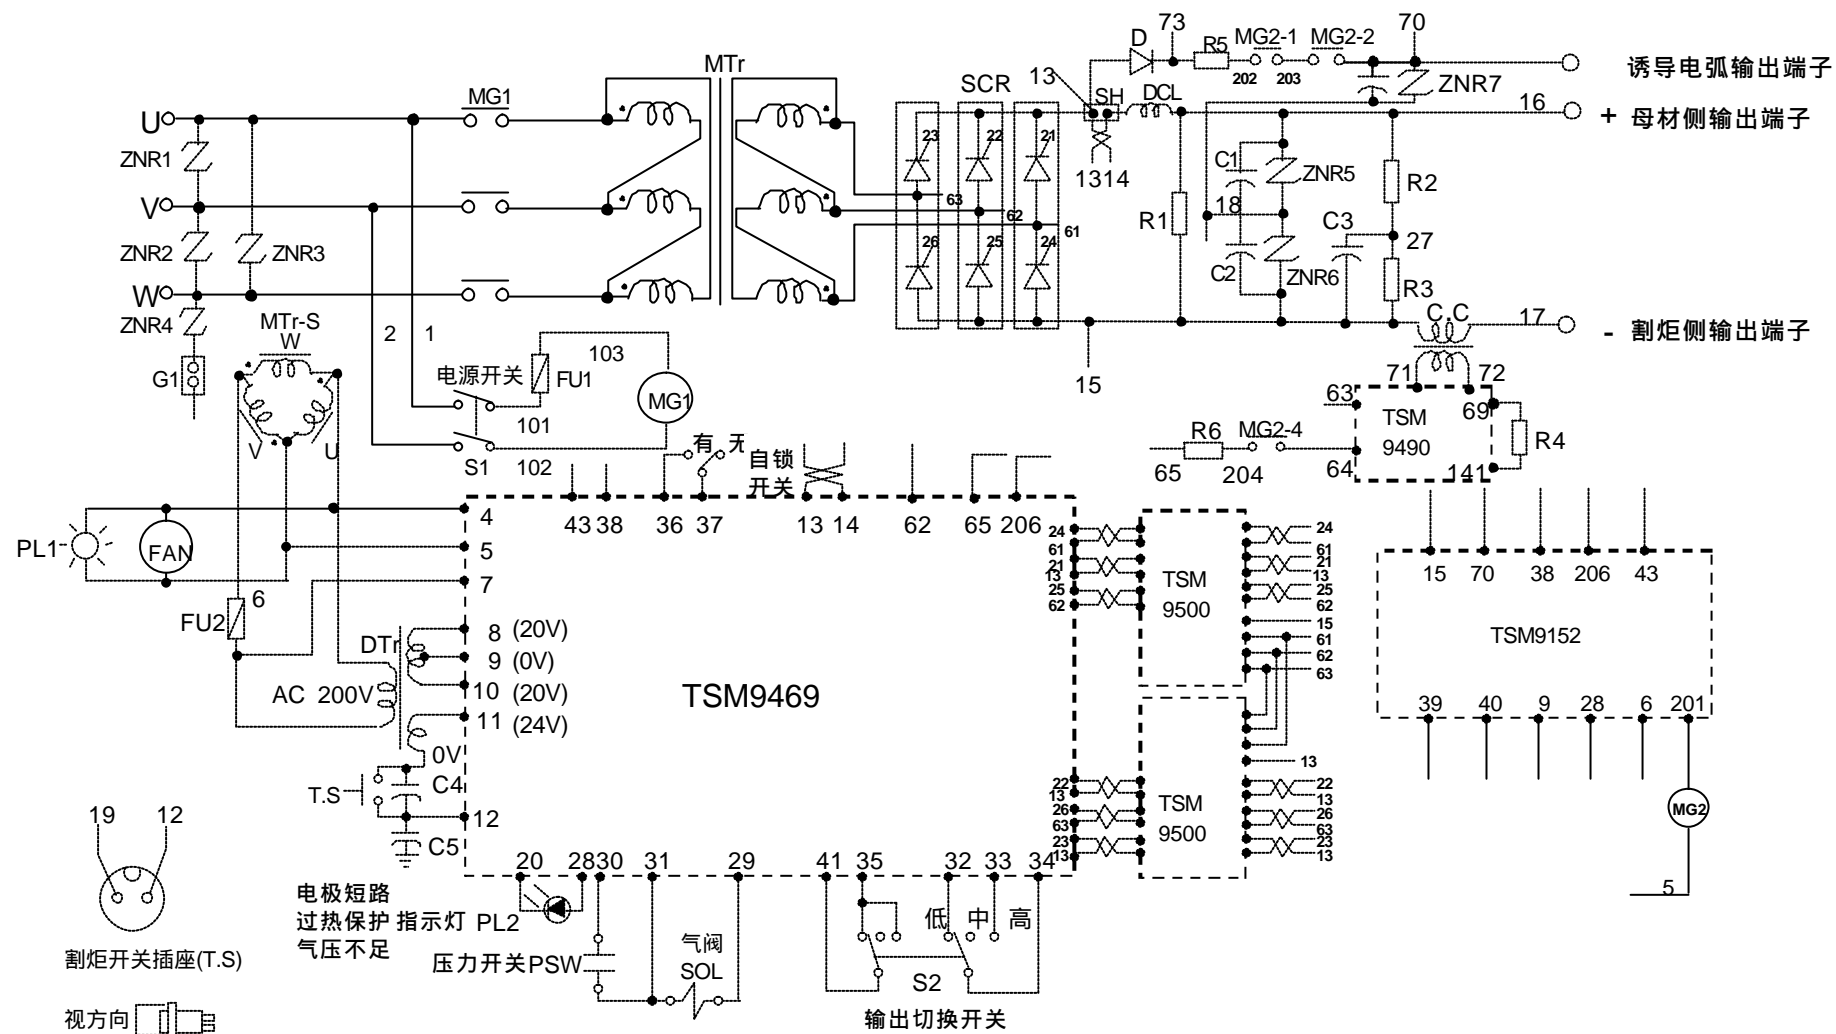 73
70
D
R5
MG2-1
MG2-2
202
203
诱导电弧输出端子
MTr
SCR
13
SH
DCL
ZNR7
16
+ 母材侧输出端子
MG1
U
ZNR1
23
22
21
1314
C1
ZNR5
R2
V
63
62
61
18
R1
C3
27
ZNR2
ZNR3
26
25
24
C2
ZNR6
R3
W
ZNR4
C.C
17
- 割炬侧输出端子
MTr-S
W
2
1
103
15
G1
电源开关
FU1
MG1
71
72
63
TSM
9490
69
R4
101
V
U
S1
102
有
无
自锁
开关
R6
MG2-4
65
204
64
141
4
43
38
36
37
13
14
62
65
206
PL1
FAN
5
7
24
61
21
13
25
62
TSM
9500
24
61
21
13
25
62
15
61
62
63
15
70
38
206
43
TSM9152
39
40
9
28
6
201
MG2
5
FU2
6
DTr
8 (20V)
9 (0V)
10 (20V)
11 (24V)
AC 200V
0V
TSM9469
T.S
C4
12
C5
22
13
26
63
23
13
TSM
9500
13
22
13
26
63
23
13
19
12
20
28
30
31
29
41
35
32
33
34
电极短路
过热保护 指示灯 PL2
气压不足
低 中 高
割炬开关插座(T.S)
压力开关PSW
气阀
SOL
S2
视方向
输出切换开关